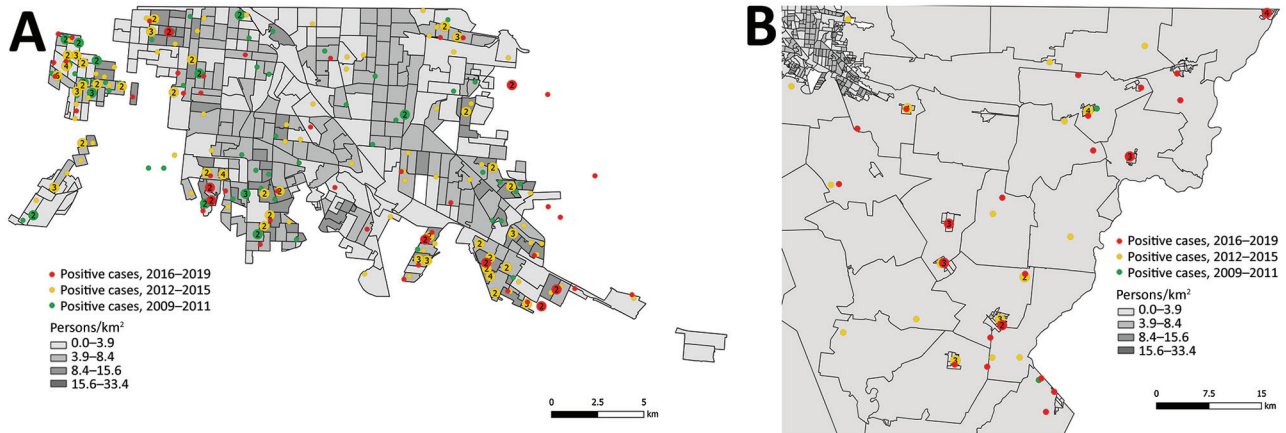 A
Positive cases, 2016–2019
Positive cases, 2012–2015
Positive cases, 2009–2011
Persons/km²
0.0–3.9
3.9–8.4
8.4–15.6
15.6–33.4
0 2.5 5
km
B
Positive cases, 2016–2019
Positive cases, 2012–2015
Positive cases, 2009–2011
Persons/km²
0.0–3.9
3.9–8.4
8.4–15.6
15.6–33.4
0 7.5 15
km